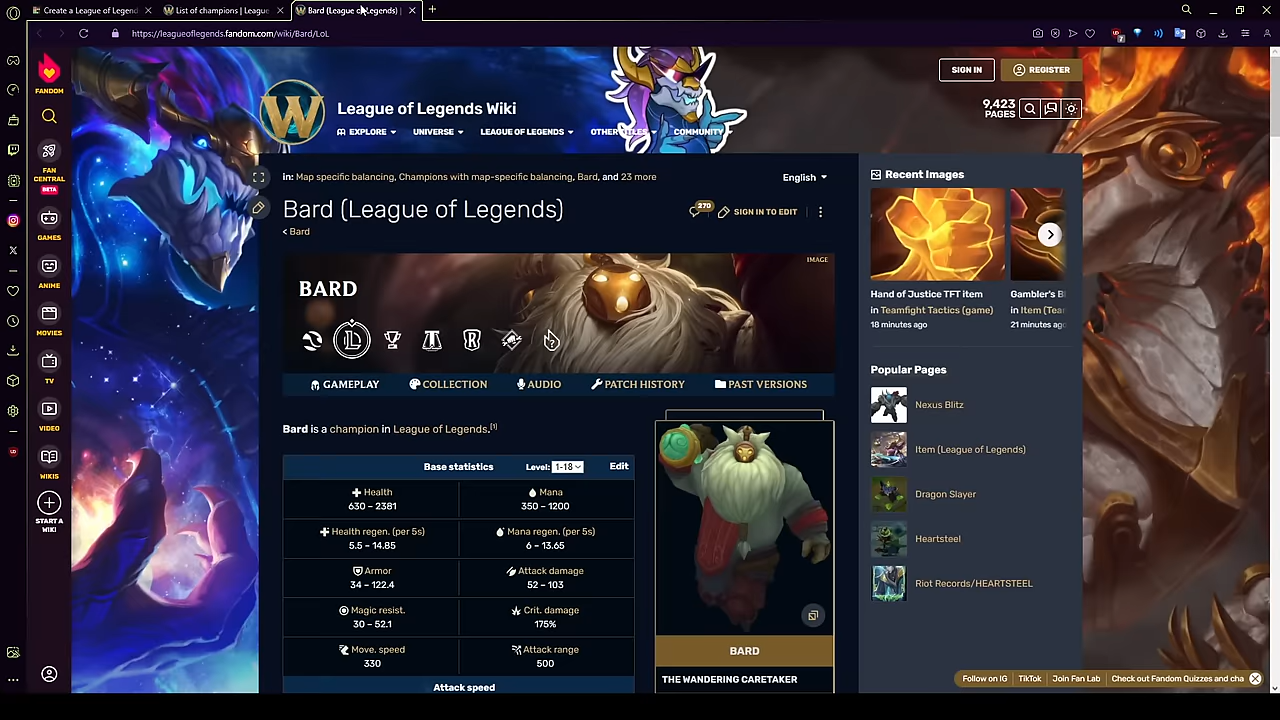 Create a League of Legend
List of champions | League
Bard (League of Legends) |
https://leagueoflegends.fandom.com/wiki/Bard/LoL
FANDOM
FAN
CENTRAL
BETA
GAMES
ANIME
MOVIES
TV
VIDEO
WIKIS
START A
WIKI
W
League of Legends Wiki
EXPLORE
UNIVERSE
LEAGUE OF LEGENDS
OTHER
COMMUNITY
SIGN IN
REGISTER
9,423
PAGES
in: Map specific balancing, Champions with map-specific balancing, Bard, and 23 more
English
Bard (League of Legends)
270
SIGN IN TO EDIT
< Bard
IMAGE
BARD
GAMEPLAY
COLLECTION
AUDIO
PATCH HISTORY
PAST VERSIONS
Bard is a champion in League of Legends.[1]
Base statistics
Level: 1-18
Edit
Health
630 – 2381
Mana
350 – 1200
Health regen. (per 5s)
5.5 – 14.85
Mana regen. (per 5s)
6 – 13.65
Armor
34 – 122.4
Attack damage
52 – 103
Magic resist.
30 – 52.1
Crit. damage
175%
Move. speed
330
Attack range
500
Attack speed
BARD
THE WANDERING CARETAKER
Recent Images
Hand of Justice TFT item
in Teamfight Tactics (game)
18 minutes ago
Gambler's Bl
in Item (Tean
21 minutes ago
Popular Pages
Nexus Blitz
Item (League of Legends)
Dragon Slayer
Heartsteel
Riot Records/HEARTSTEEL
Follow on IG
TikTok
Join Fan Lab
Check out Fandom Quizzes and cha